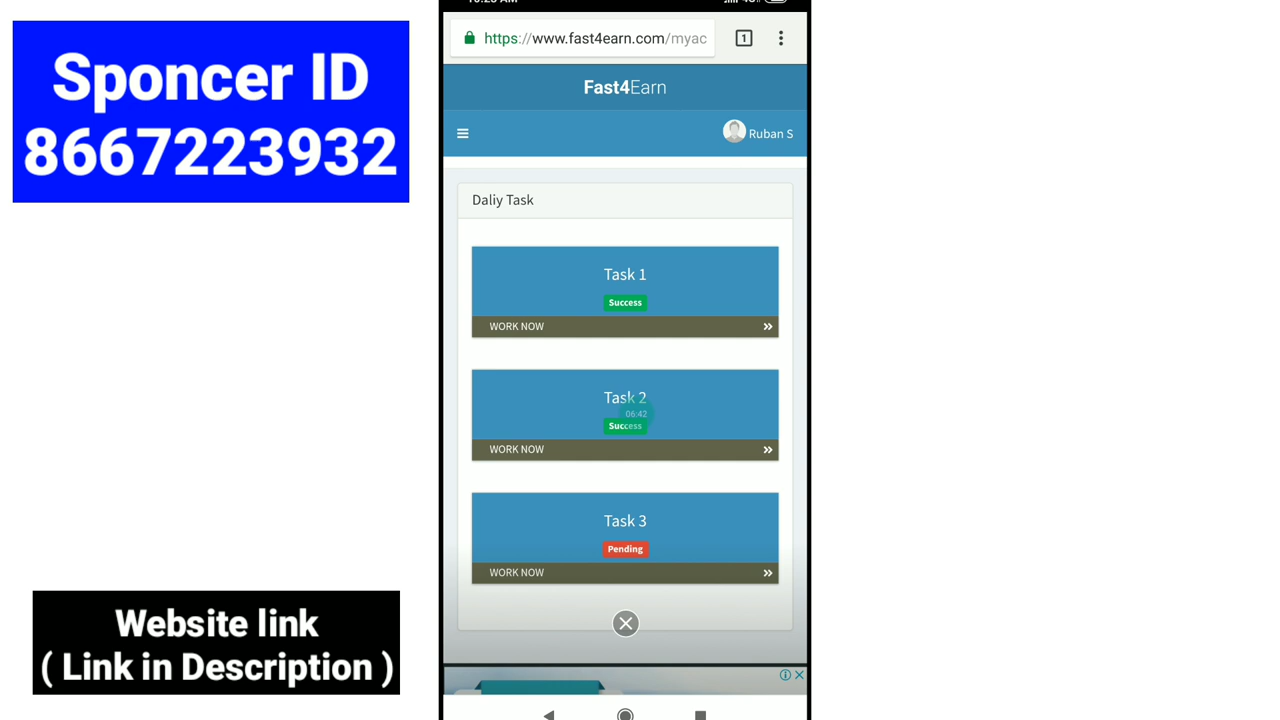 Sponcer ID
8667223932
https://www.fast4earn.com/myac
1
Fast4Earn
Ruban S
Daliy Task
Task 1
Success
WORK NOW
Task 2
06:42
Success
WORK NOW
Task 3
Pending
WORK NOW
Website link
( Link in Description )